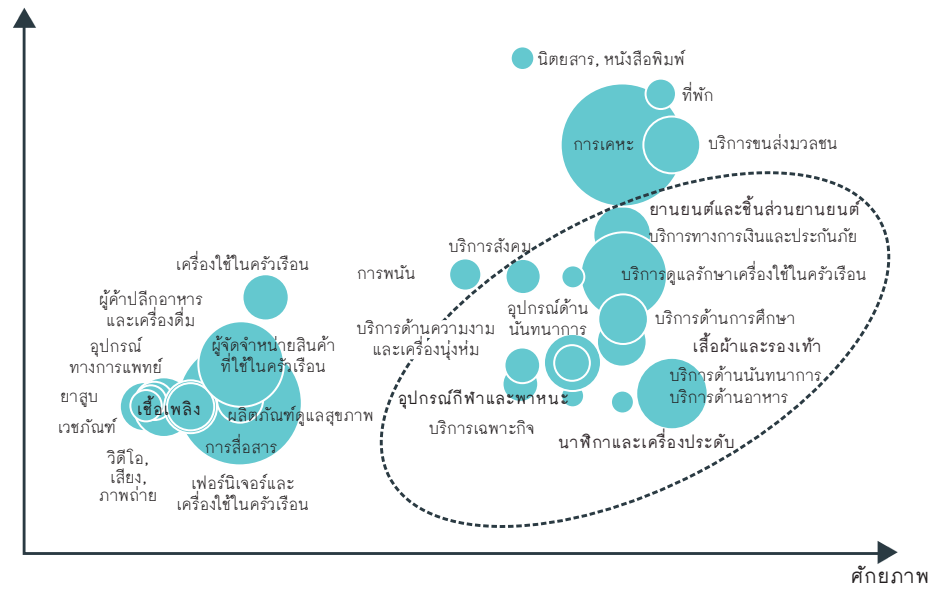 นิตยสาร, หนังสือพิมพ์
ที่พัก
การเคหะ
บริการขนส่งมวลชน
ยานยนต์และชิ้นส่วนยานยนต์
บริการทางการเงินและประกันภัย
บริการสังคม
การพนัน
บริการดูแลรักษาเครื่องใช้ในครัวเรือน
อุปกรณ์ด้าน
นันทนาการ
บริการด้านการศึกษา
บริการด้านความงาม
และเครื่องนุ่งห่ม
เสื้อผ้าและรองเท้า
บริการด้านนันทนาการ
บริการด้านอาหาร
อุปกรณ์กีฬาและพาหนะ
บริการเฉพาะกิจ
นาฬิกาและเครื่องประดับ
เครื่องใช้ในครัวเรือน
ผู้ค้าปลีกอาหาร
และเครื่องดื่ม
อุปกรณ์
ทางการแพทย์
ผู้จัดจำหน่ายสินค้า
ที่ใช้ในครัวเรือน
ยาสูบ
เชื้อเพลิง
ผลิตภัณฑ์ดูแลสุขภาพ
เวชภัณฑ์
การสื่อสาร
วิดีโอ,
เสียง,
ภาพถ่าย
เฟอร์นิเจอร์และ
เครื่องใช้ในครัวเรือน
ศักยภาพ